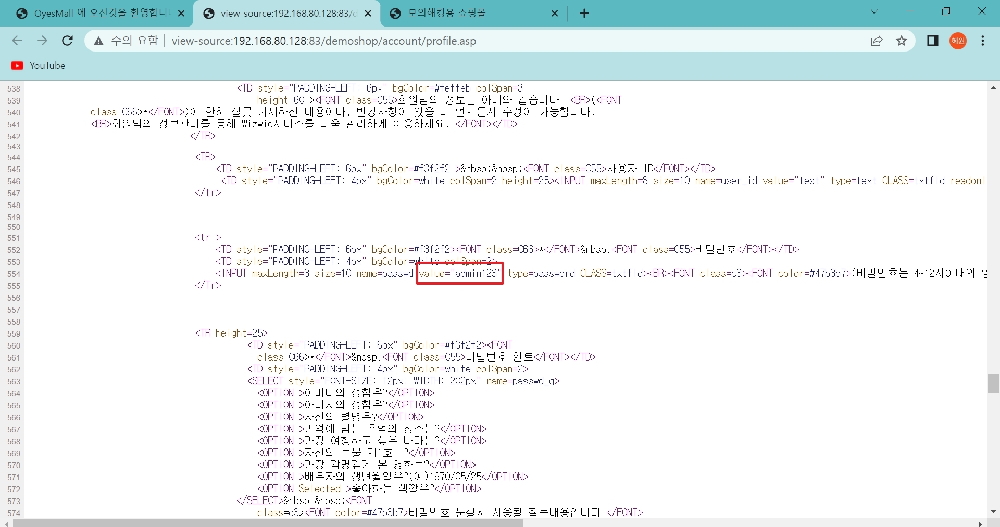 OyesMall 에 오신것을 환영합니
view-source:192.168.80.128:83/d
모의해킹용 쇼핑몰
주의 요함 view-source:192.168.80.128:83/demoshop/account/profile.asp
혜원
YouTube
538 <TD style="PADDING-LEFT: 6px" bgColor=#feffeb colSpan=3
539 height=60 ><FONT class=C55>회원님의 정보는 아래와 같습니다. <BR>(<FONT
540 class=C66>*</FONT>)에 한해 잘못 기재하신 내용이나, 변경사항이 있을 때 언제든지 수정이 가능합니다.
541 <BR>회원님의 정보관리를 통해 Wizwid서비스를 더욱 편리하게 이용하세요. </FONT></TD>
542 </TR>
543
544 <TR>
545 <TD style="PADDING-LEFT: 6px" bgColor=#f3f2f2 >&nbsp;&nbsp;<FONT class=C55>사용자 ID</FONT></TD>
546 <TD style="PADDING-LEFT: 4px" bgColor=white colSpan=2 height=25><INPUT maxLength=8 size=10 name=user_id value="test" type=text CLASS=txtfld readonl
547 </tr>
548
549
550
551 <tr >
552 <TD style="PADDING-LEFT: 6px" bgColor=#f3f2f2><FONT class=C66>*</FONT>&nbsp;<FONT class=C55>비밀번호</FONT></TD>
553 <TD style="PADDING-LEFT: 4px" bgColor=white colSpan=2>
554 <INPUT maxLength=8 size=10 name=passwd value="admin123" type=password CLASS=txtfld><BR><FONT class=c3><FONT color=#47b3b7>(비밀번호는 4~12자이내의 영
555 </Tr>
556
557
558
559 <TR height=25>
560 <TD style="PADDING-LEFT: 6px" bgColor=#f3f2f2><FONT
561 class=C66>*</FONT>&nbsp;<FONT class=C55>비밀번호 힌트</FONT></TD>
562 <TD style="PADDING-LEFT: 4px" bgColor=white colSpan=2>
563 <SELECT style="FONT-SIZE: 12px; WIDTH: 202px" name=passwd_q>
564 <OPTION >어머니의 성함은?</OPTION>
565 <OPTION >아버지의 성함은?</OPTION>
566 <OPTION >자신의 별명은?</OPTION>
567 <OPTION >기억에 남는 추억의 장소는?</OPTION>
568 <OPTION >가장 여행하고 싶은 나라는?</OPTION>
569 <OPTION >자신의 보물 제1호는?</OPTION>
570 <OPTION >가장 감명깊게 본 영화는?</OPTION>
571 <OPTION >배우자의 생년월일은?(예)1970/05/25</OPTION>
572 <OPTION Selected >좋아하는 색깔은?</OPTION>
573 </SELECT>&nbsp;&nbsp;<FONT
574 class=c3><FONT color=#47b3b7>비밀번호 분실시 사용될 질문내용입니다.</FONT>